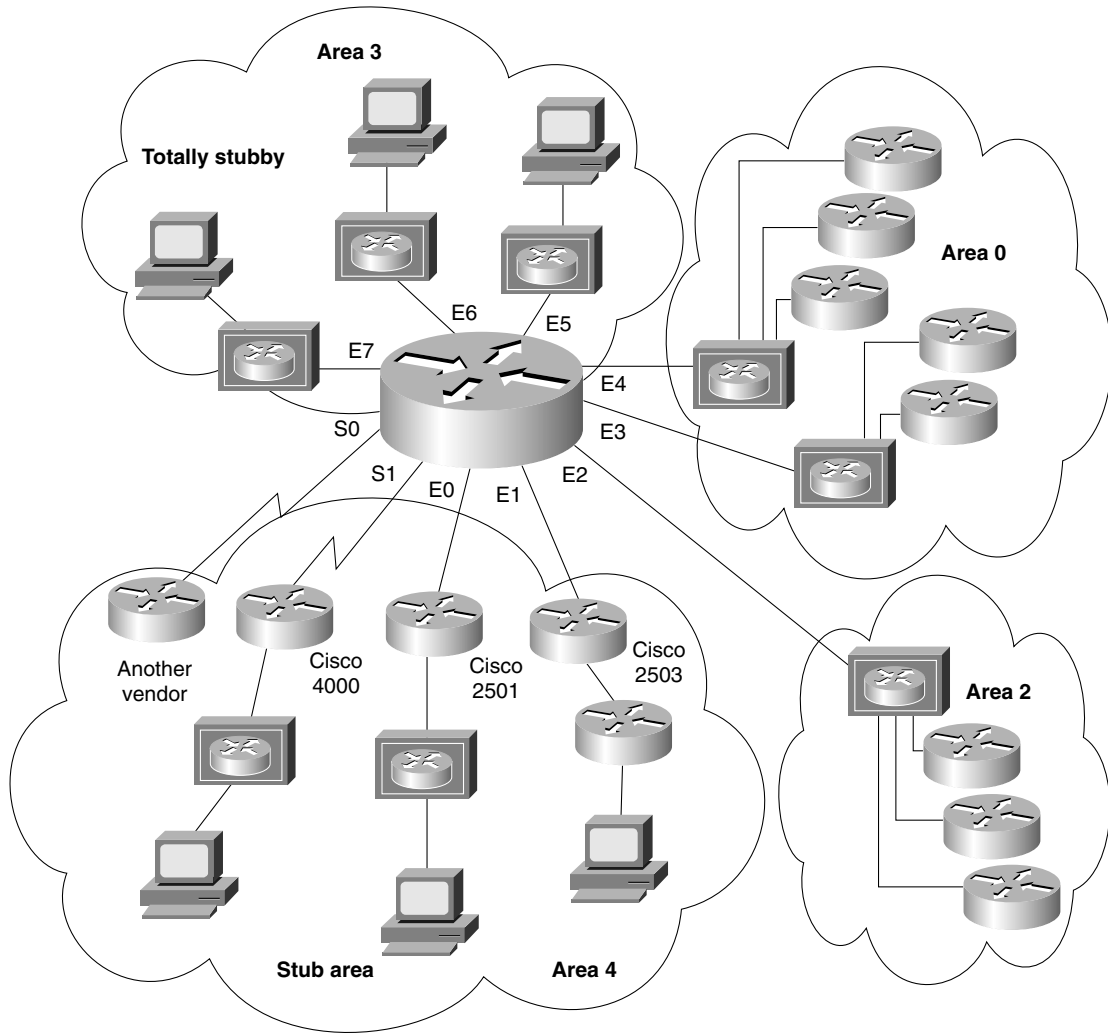 Area 3
Totally stubby
Area 0
E6
E5
E7
E4
S0
E3
S1
E0
E1
E2
Another
vendor
Cisco
4000
Cisco
2501
Cisco
2503
Area 2
Stub area
Area 4